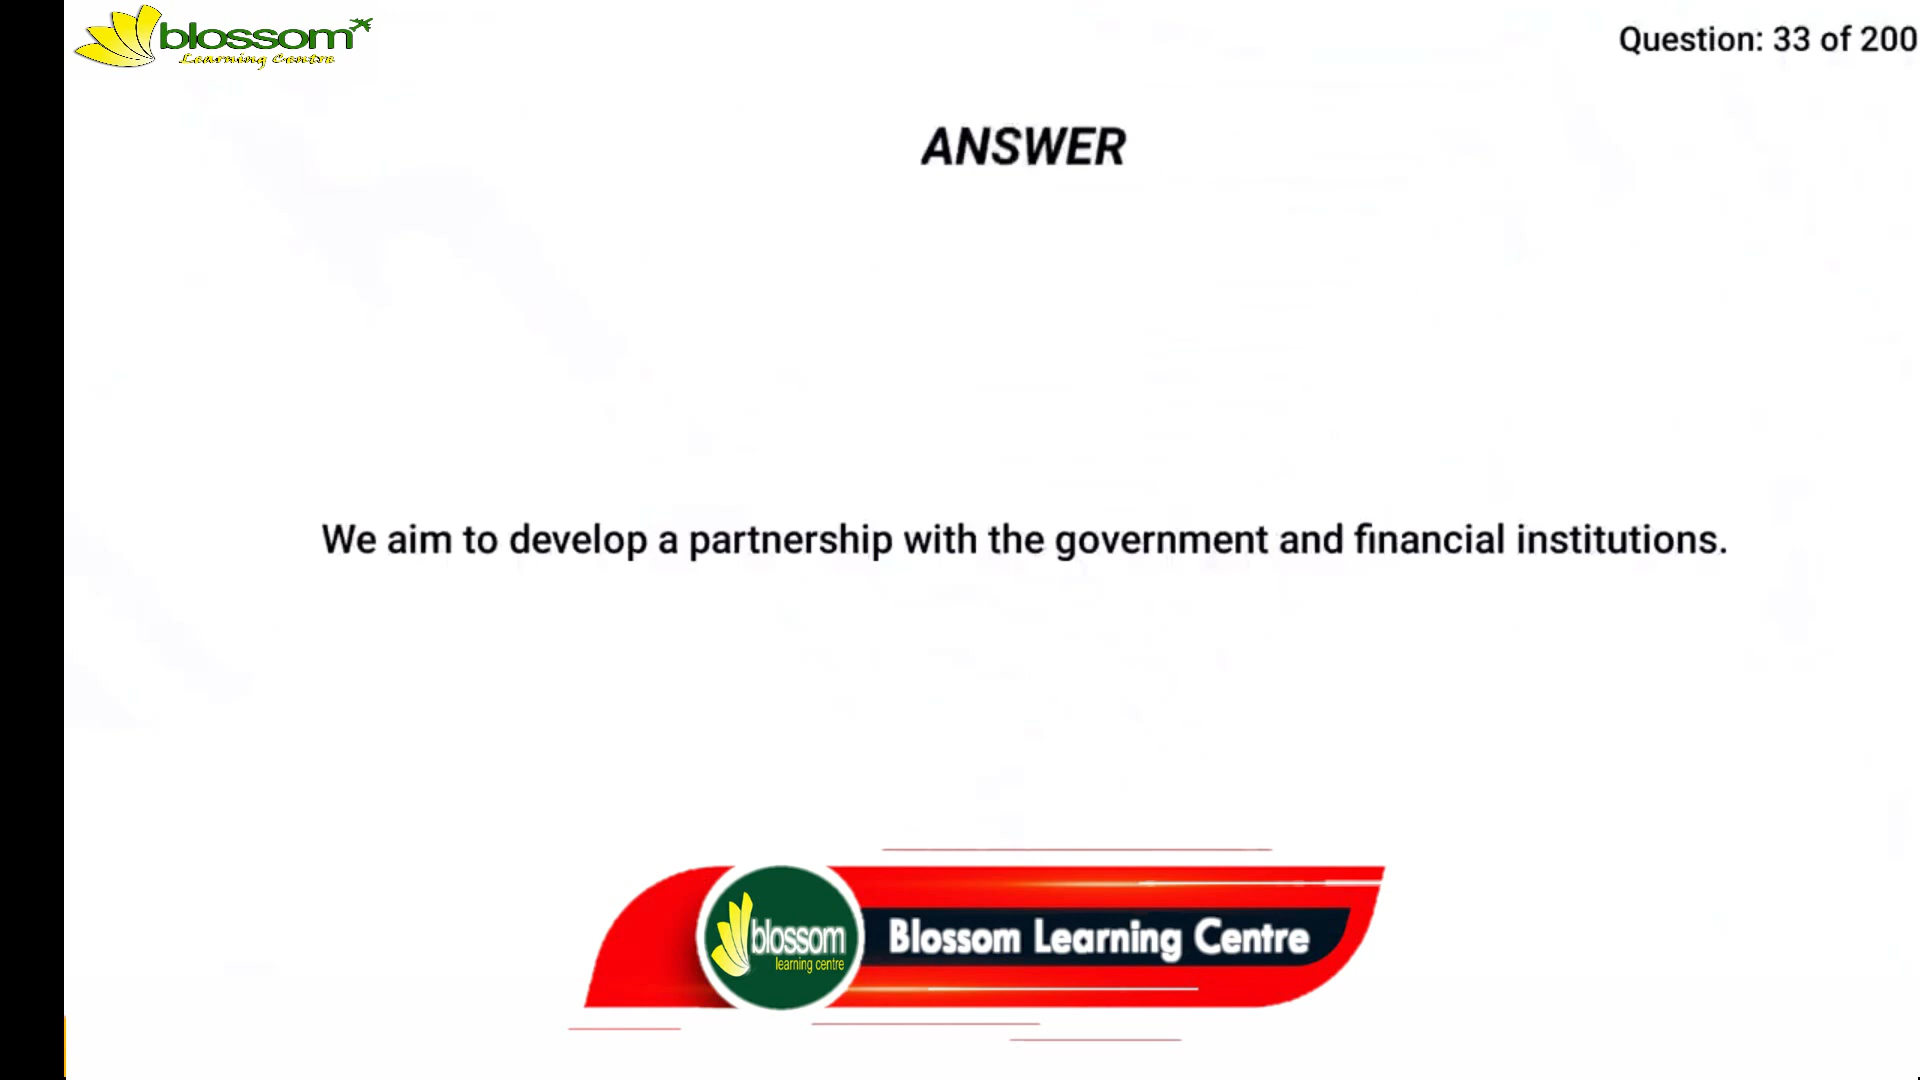 blossom
Learning Centre
Question: 33 of 200
ANSWER
We aim to develop a partnership with the government and financial institutions.
blossom
learning centre
Blossom Learning Centre